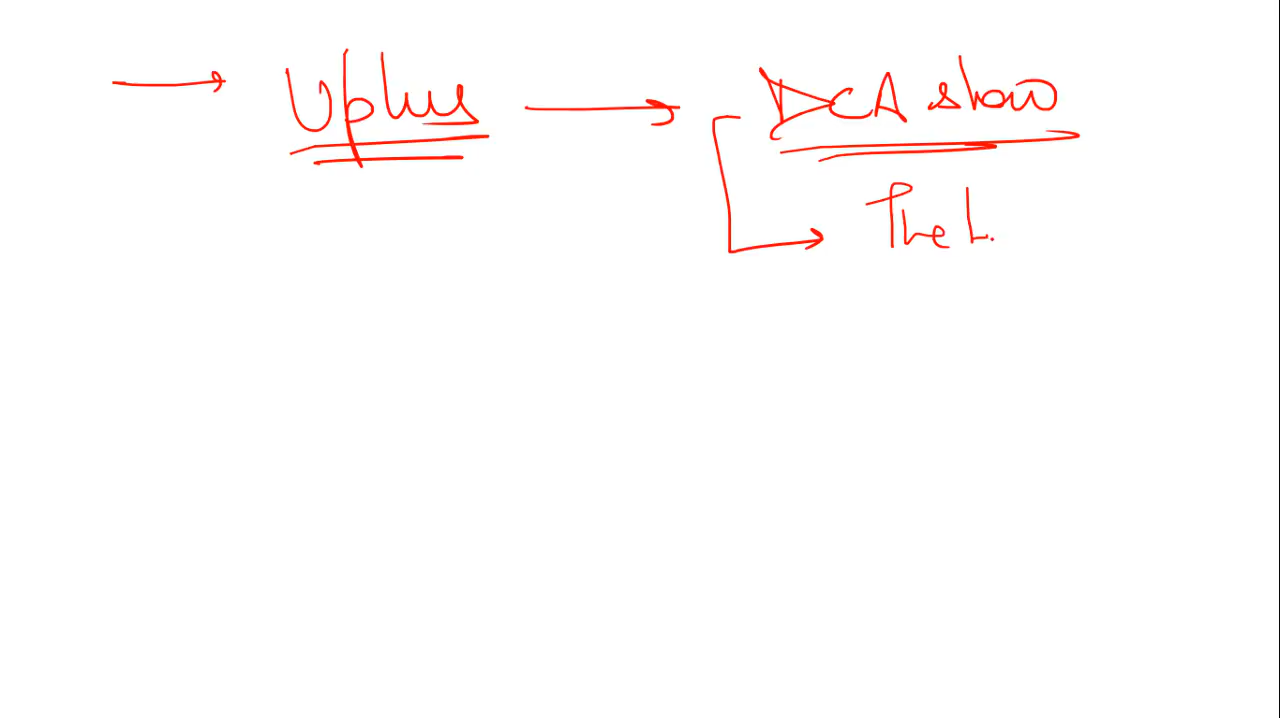 → Uplus → DCA show
→ The L.